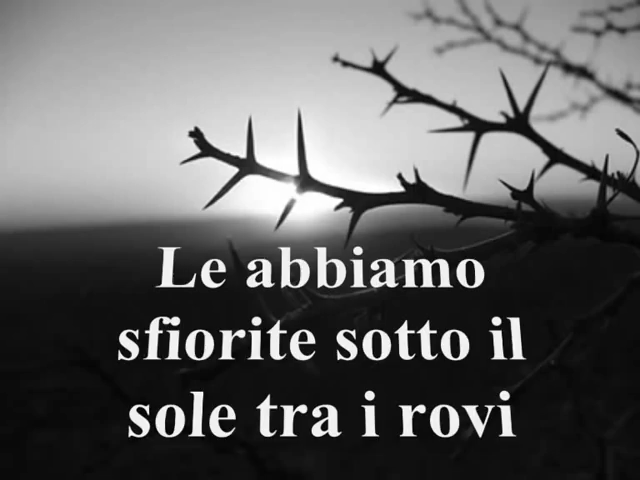 Le abbiamo
sfiorite sotto il
sole tra i rovi